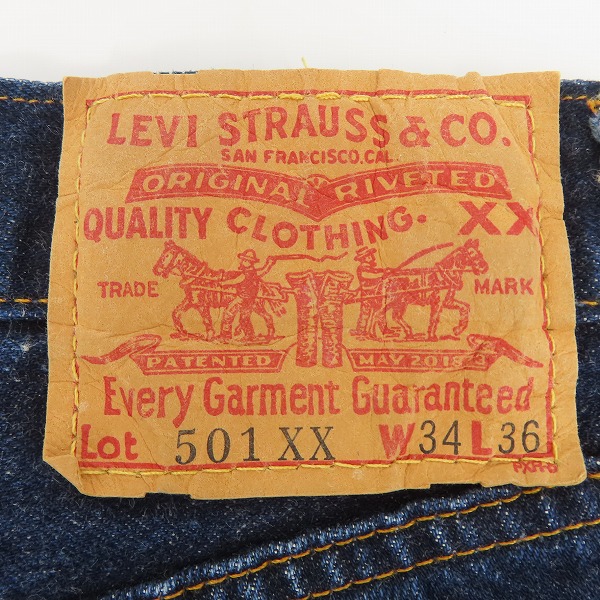 LEVI STRAUSS & CO.
SAN FRANCISCO, CAL.
ORIGINAL RIVETED
QUALITY CLOTHING. XX
TRADE MARK
PATENTED MAY 20 1873
Every Garment Guaranteed
Lot 501 XX W34 L36